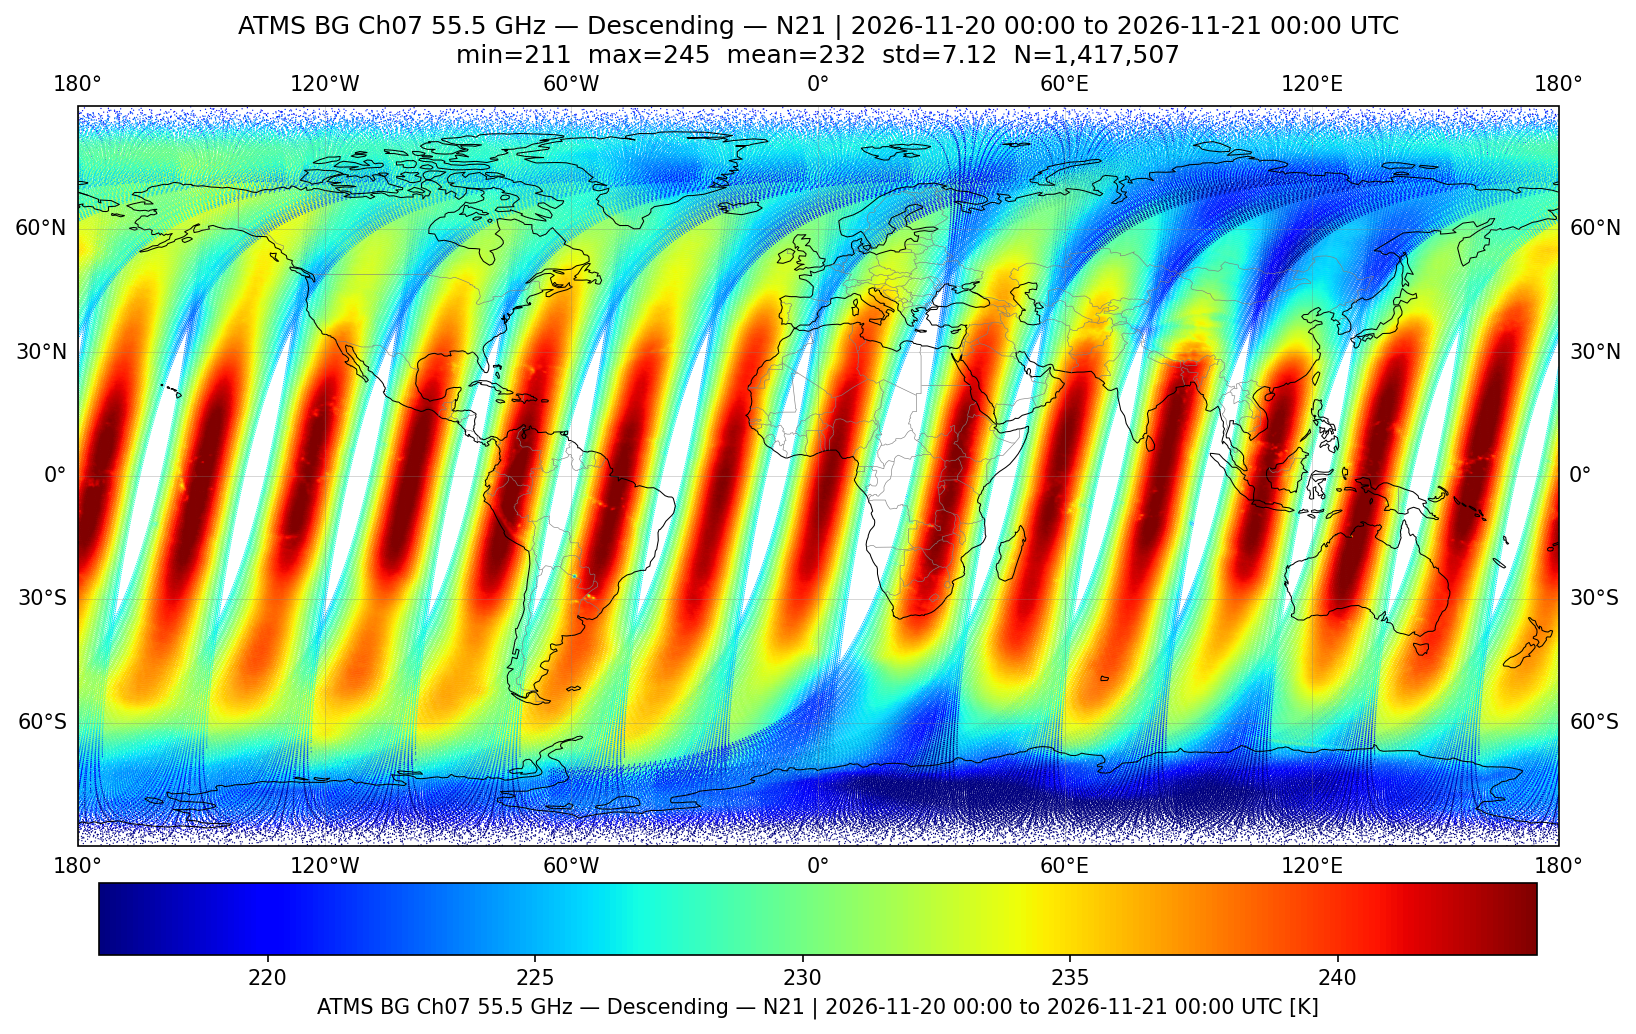 ATMS BG Ch07 55.5 GHz — Descending — N21 | 2026-11-20 00:00 to 2026-11-21 00:00 UTC
min=211  max=245  mean=232  std=7.12  N=1,417,507
180° 120°W 60°W 0° 60°E 120°E 180°
60°N 60°N
30°N 30°N
0° 0°
30°S 30°S
60°S 60°S
180° 120°W 60°W 0° 60°E 120°E 180°
220 225 230 235 240
ATMS BG Ch07 55.5 GHz — Descending — N21 | 2026-11-20 00:00 to 2026-11-21 00:00 UTC [K]